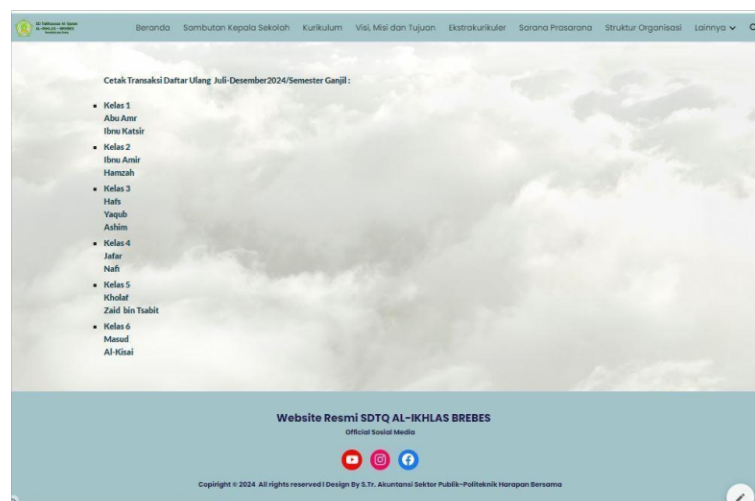 Beranda Sambutan Kepala Sekolah Kurikulum Visi, Misi dan Tujuan Ekstrakurikuler Sarana Prasarana Struktur Organisasi Lainnya
Cetak Transaksi Daftar Ulang Juli-Desember2024/Semester Ganjil :
Kelas 1
Abu Amr
Ibnu Katsir
Kelas 2
Ibnu Amir
Hamzah
Kelas 3
Hafs
Yaqub
Ashim
Kelas 4
Jafar
Nafi
Kelas 5
Kholaf
Zaid bin Tsabit
Kelas 6
Masud
Al-Kisai
Website Resmi SDTQ AL-IKHLAS BREBES
Official Sosial Media
Copiright © 2024 All rights reserved I Design By S.Tr. Akuntansi Sektor Publik-Politeknik Harapan Bersama